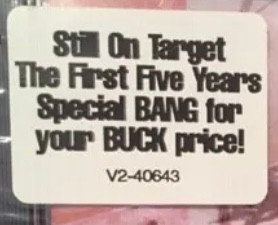 Still On Target
The First Five Years
Special BANG for
your BUCK price!
V2-40643